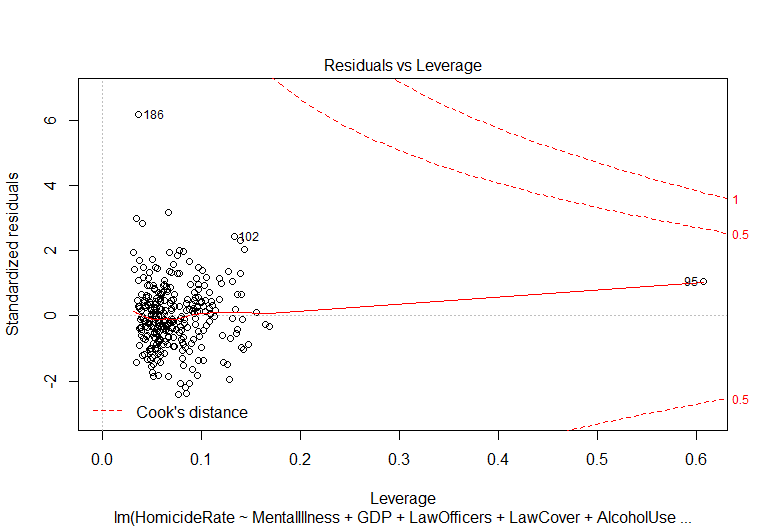 Residuals vs Leverage
Standardized residuals
6
4
2
0
-2
186
102
95
1
0.5
0.5
Cook's distance
0.0 0.1 0.2 0.3 0.4 0.5 0.6
Leverage
lm(HomicideRate ~ MentalIllness + GDP + LawOfficers + LawCover + AlcoholUse ...